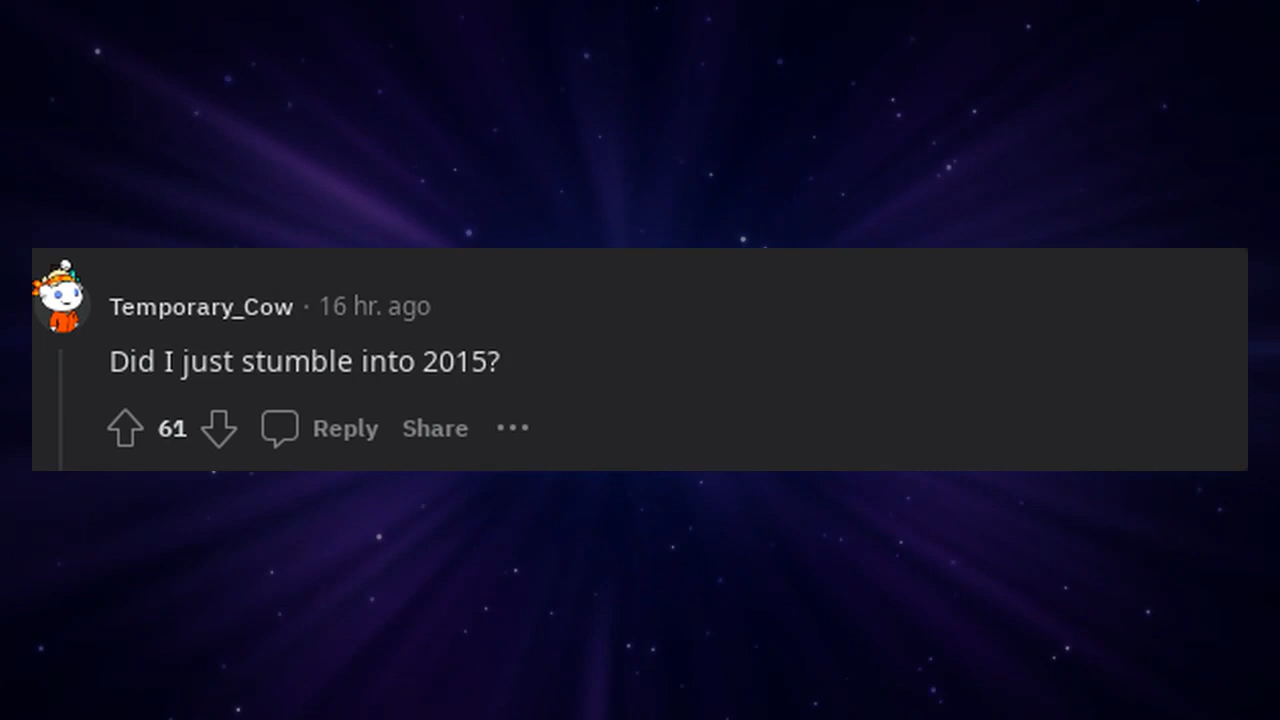 Temporary_Cow · 16 hr. ago
Did I just stumble into 2015?
61 Reply Share ...